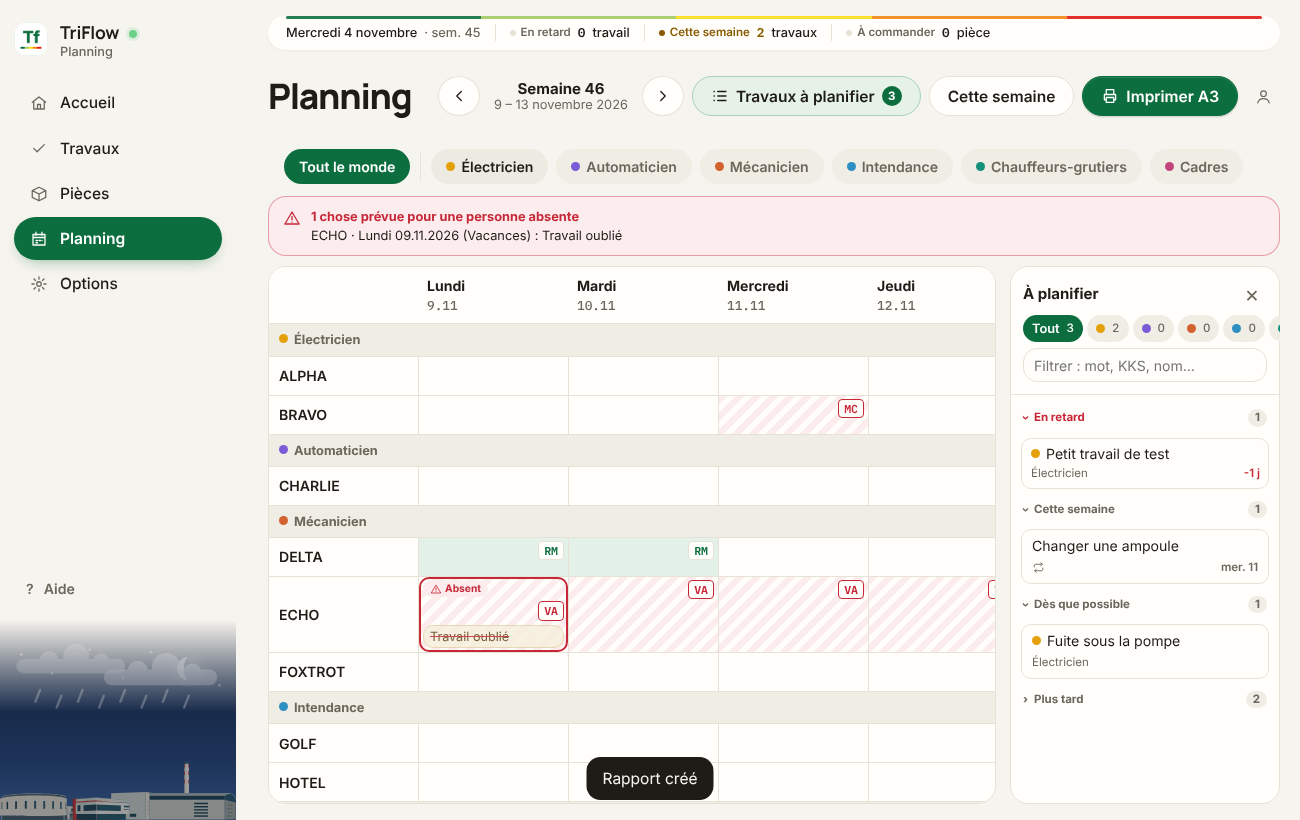 Tf
TriFlow
Planning
Accueil
Travaux
Pièces
Planning
Options
? Aide
Mercredi 4 novembre · sem. 45
En retard 0 travail
Cette semaine 2 travaux
À commander 0 pièce
Planning
Semaine 46
9 – 13 novembre 2026
Travaux à planifier 3
Cette semaine
Imprimer A3
Tout le monde
Électricien
Automaticien
Mécanicien
Intendance
Chauffeurs-grutiers
Cadres
1 chose prévue pour une personne absente
ECHO · Lundi 09.11.2026 (Vacances) : Travail oublié
Lundi
9.11
Mardi
10.11
Mercredi
11.11
Jeudi
12.11
Électricien
ALPHA
BRAVO
MC
Automaticien
CHARLIE
Mécanicien
DELTA
RM
RM
ECHO
Absent
VA
Travail oublié
VA
VA
FOXTROT
Intendance
GOLF
HOTEL
Rapport créé
À planifier
Tout 3
2
0
0
0
Filtrer : mot, KKS, nom...
En retard 1
Petit travail de test
Électricien -1 j
Cette semaine 1
Changer une ampoule
mer. 11
Dès que possible 1
Fuite sous la pompe
Électricien
Plus tard 2